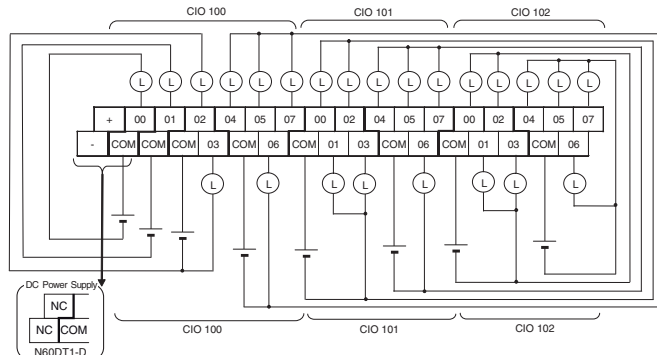 CIO 100 CIO 101 CIO 102
L L L L L L L L L L L L L L L L
+ 00 01 02 04 05 07 00 02 04 05 07 00 02 04 05 07
- COM COM COM 03 COM 06 COM 01 03 COM 06 COM 01 03 COM 06
L L L L L L L L
DC Power Supply
NC
NC COM
N60DT1-D
CIO 100 CIO 101 CIO 102